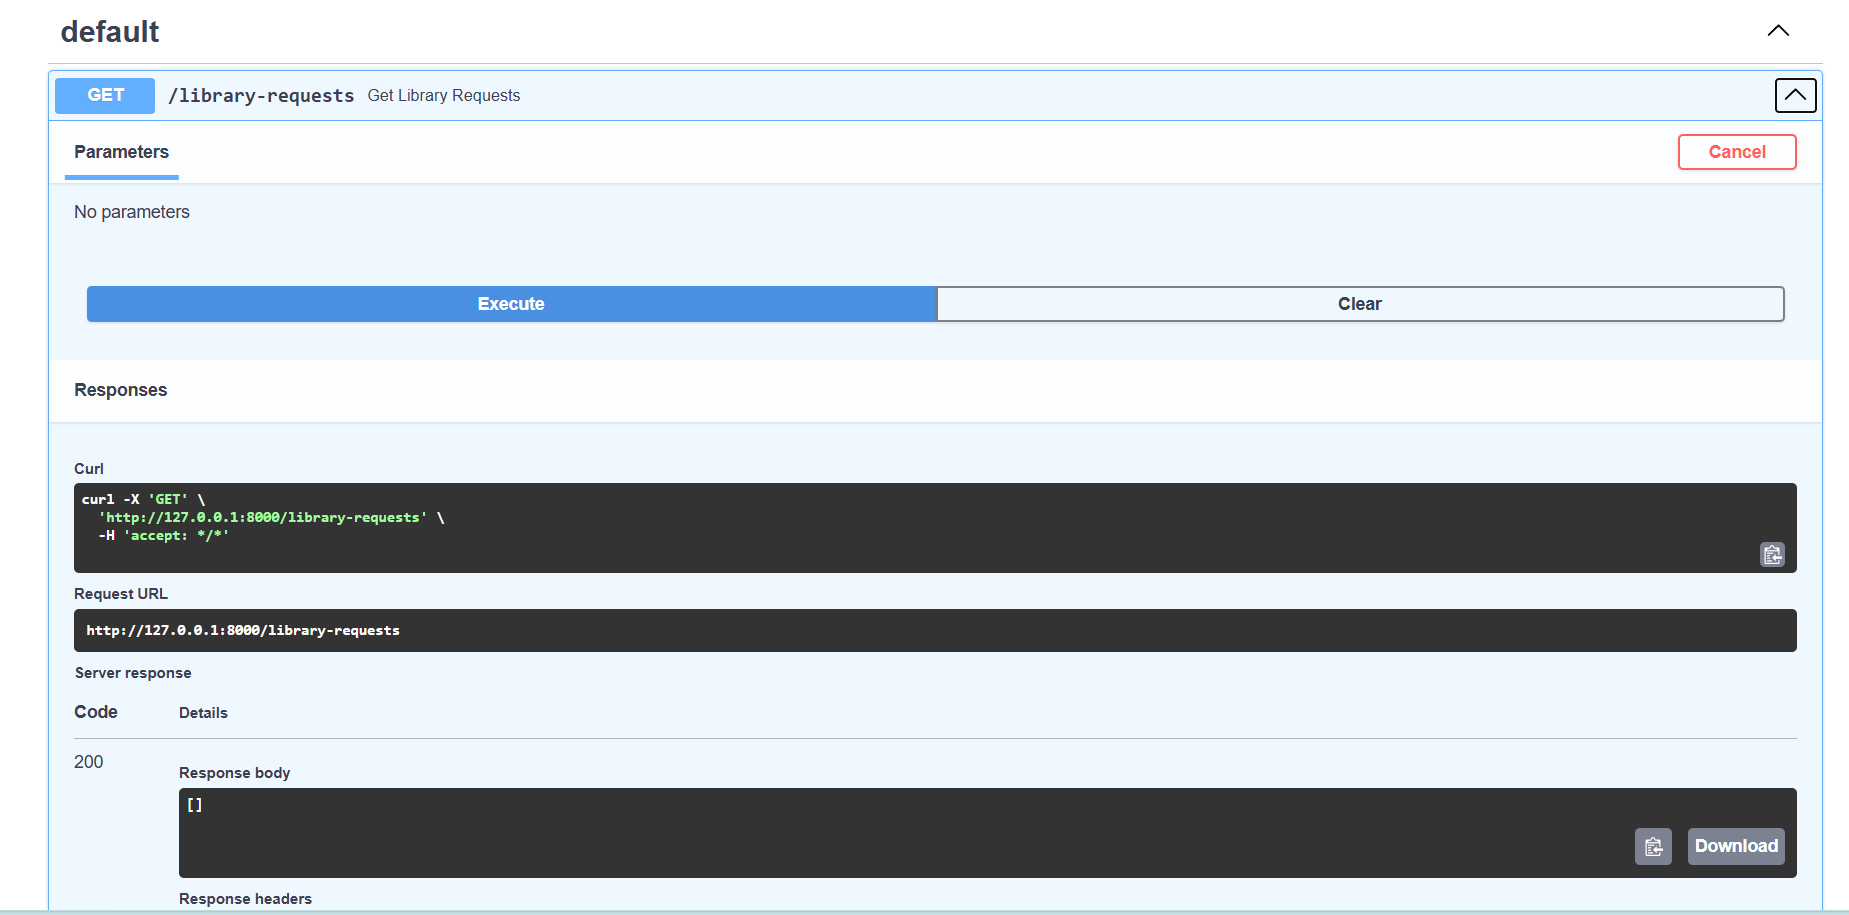 default
GET /library-requests Get Library Requests
Parameters
Cancel
No parameters
Execute
Clear
Responses
Curl
curl -X 'GET' \
  'http://127.0.0.1:8000/library-requests' \
  -H 'accept: */*'
Request URL
http://127.0.0.1:8000/library-requests
Server response
Code Details
200
Response body
[]
Download
Response headers